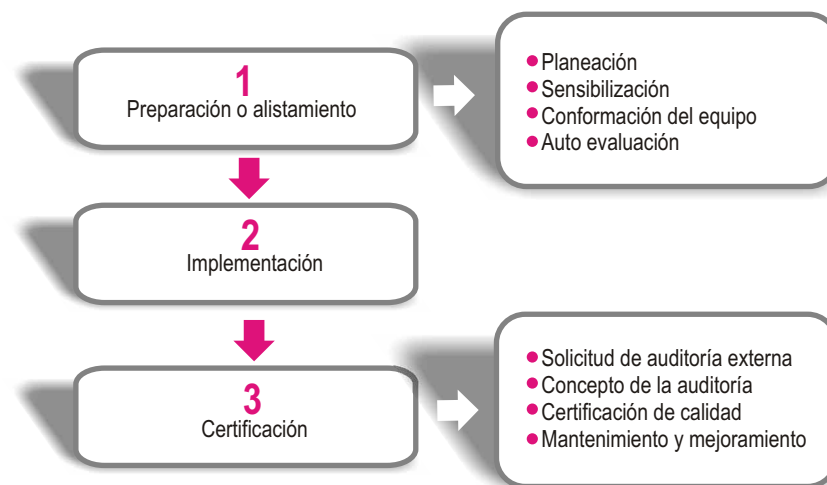 1
Preparación o alistamiento
Planeación
Sensibilización
Conformación del equipo
Auto evaluación
2
Implementación
3
Certificación
Solicitud de auditoría externa
Concepto de la auditoría
Certificación de calidad
Mantenimiento y mejoramiento